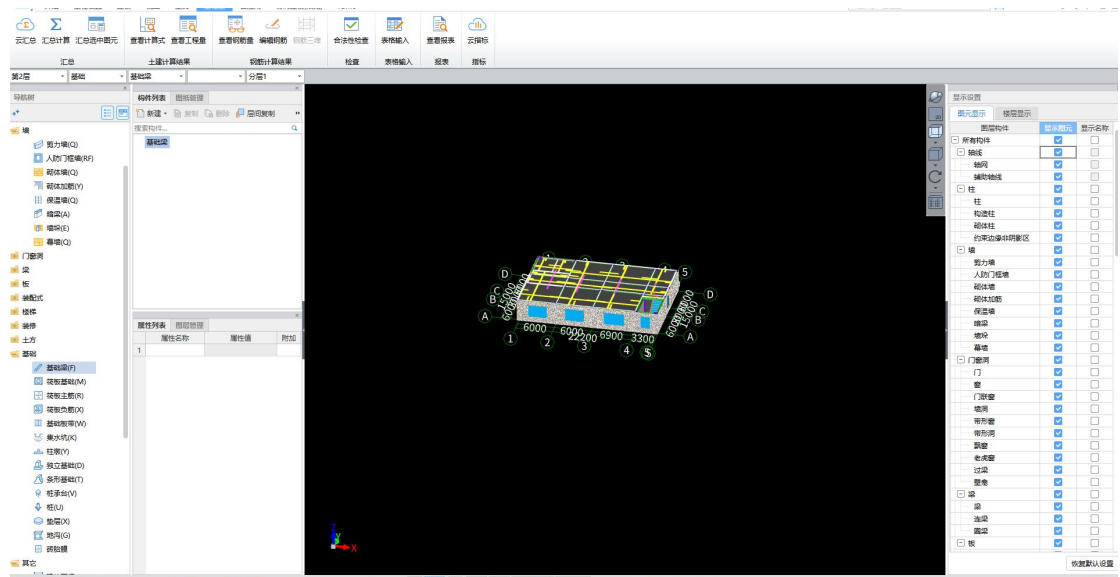 云汇总 汇总计算 汇总选中图元 查看计算式 查看工程量 查看钢筋量 编辑钢筋 钢筋三维 合法性检查 表格输入 查看报表 云指标
汇总 土建计算结果 钢筋计算结果 检查 表格输入 报表 指标
第2层 基础 基础梁 分层1
导航树
墙
剪力墙(Q)
人防门框墙(RF)
砌体墙(Q)
砌体加筋(Y)
保温墙(Q)
暗梁(A)
墙垛(E)
幕墙(Q)
门窗洞
梁
板
装配式
楼梯
装修
土方
基础
基础梁(F)
筏板基础(M)
筏板主筋(R)
筏板负筋(X)
基础板带(W)
集水坑(K)
柱墩(Y)
独立基础(D)
条形基础(T)
桩承台(V)
桩(U)
垫层(X)
地沟(G)
砖胎膜
其它
构件列表 图纸管理
新建 复制 删除 层间复制 »
搜索构件...
基础梁
属性列表 图层管理
属性名称 属性值 附加
1
D
C
B
A
15000
6000
1 2 3 4 5
6000 6000 22200 6900 3300
5
D
C
B
A
15000
6000
Z
Y
X
显示设置
图元显示 楼层显示
图层构件 显示图元 显示名称
所有构件
轴线
轴网
辅助轴线
柱
柱
构造柱
砌体柱
约束边缘非阴影区
墙
剪力墙
人防门框墙
砌体墙
砌体加筋
保温墙
暗梁
墙垛
幕墙
门窗洞
门
窗
门联窗
墙洞
带形窗
带形洞
飘窗
老虎窗
过梁
壁龛
梁
梁
连梁
圈梁
板
恢复默认设置